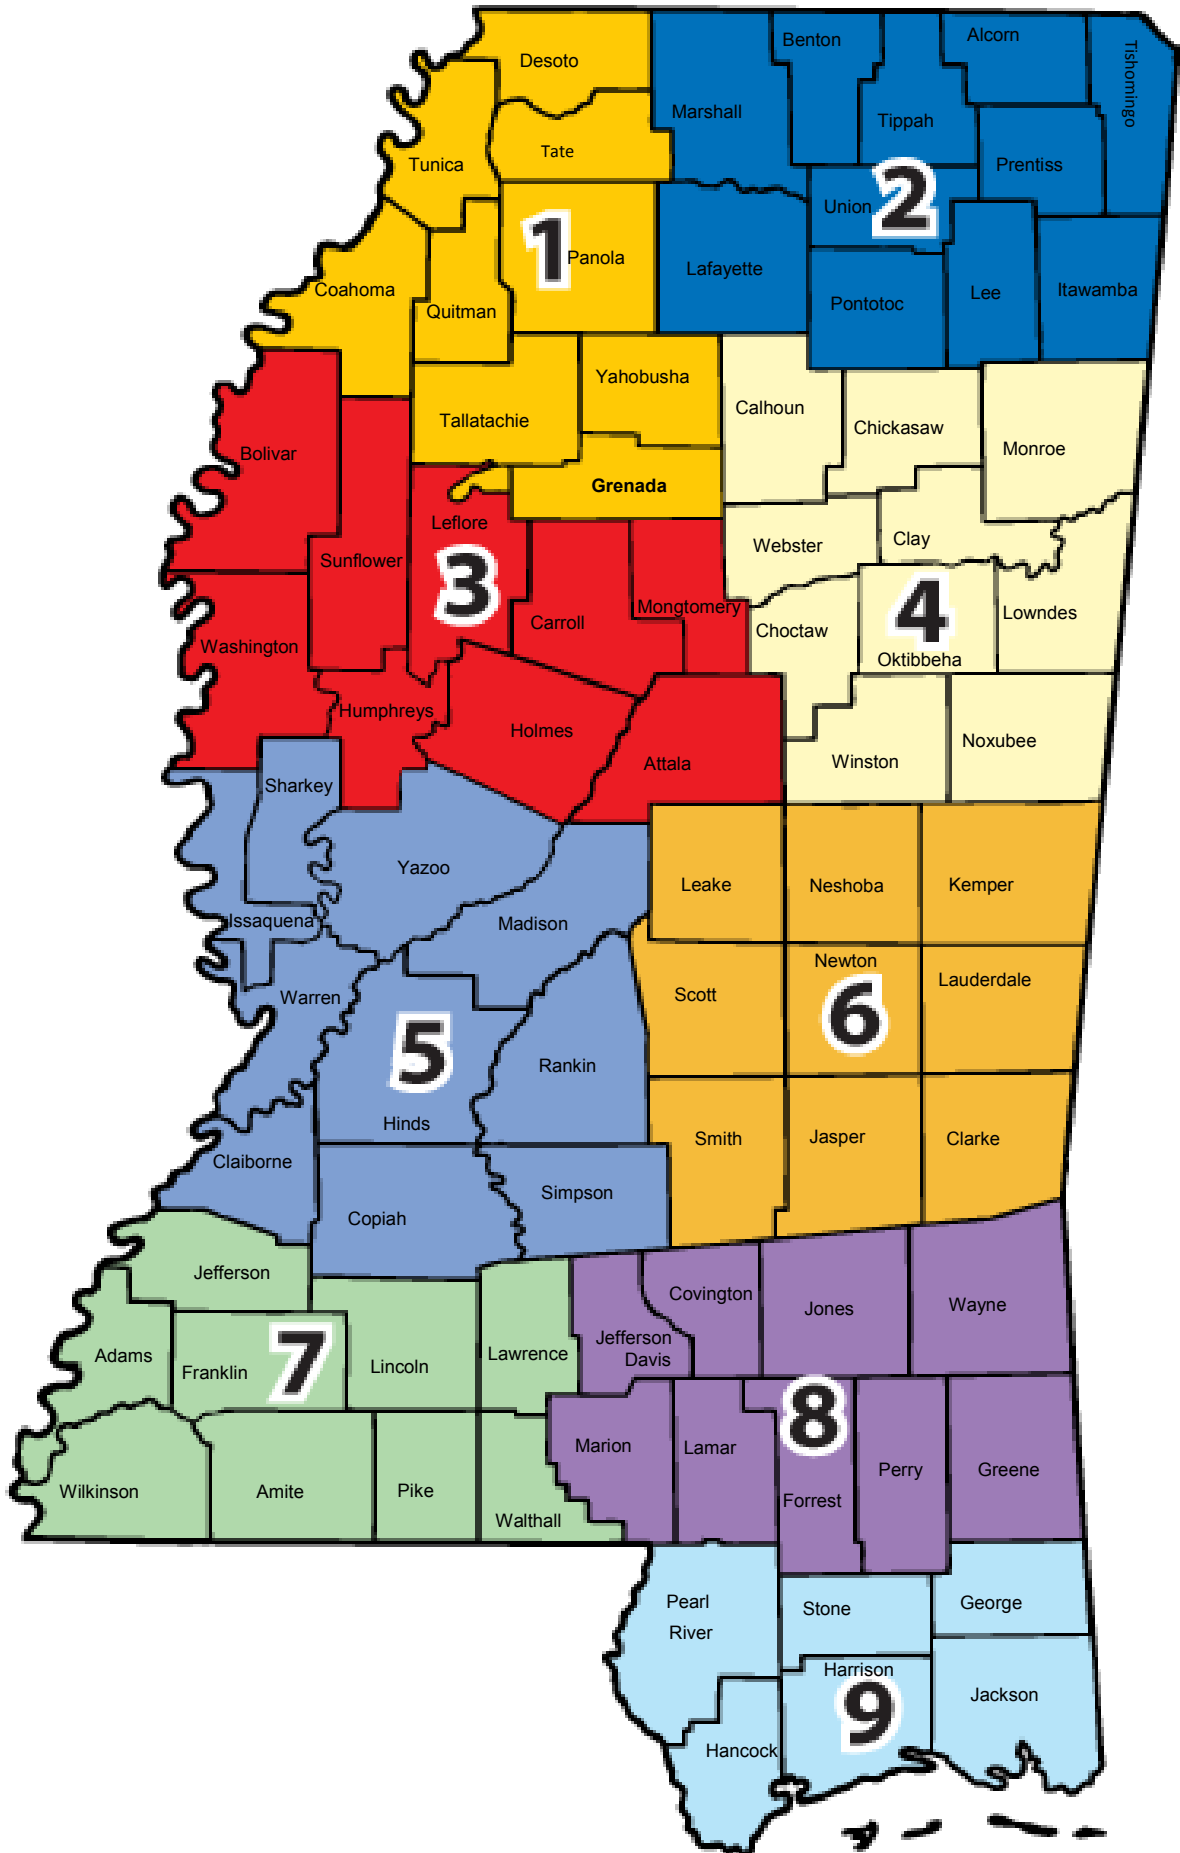 Desoto
Marshall
Benton
Alcorn
Tishomingo
Tippah
Tunica
Tate
Prentiss
Union
2
1
Panola
Lafayette
Coahoma
Quitman
Pontotoc
Lee
Itawamba
Yahobusha
Tallatachie
Calhoun
Chickasaw
Monroe
Bolivar
Grenada
Leflore
Sunflower
3
Webster
Clay
Washington
Carroll
Mongtomery
Choctaw
4
Lowndes
Oktibbeha
Humphreys
Holmes
Attala
Winston
Noxubee
Sharkey
Yazoo
Leake
Neshoba
Kemper
Issaquena
Madison
Newton
Scott
Lauderdale
Warren
6
5
Rankin
Hinds
Smith
Jasper
Clarke
Claiborne
Simpson
Copiah
Jefferson
Covington
Jones
Wayne
Adams
Franklin
7
Lincoln
Lawrence
Jefferson
Davis
8
Marion
Lamar
Perry
Greene
Wilkinson
Amite
Pike
Walthall
Forrest
Pearl
River
Stone
George
Harrison
9
Jackson
Hancock